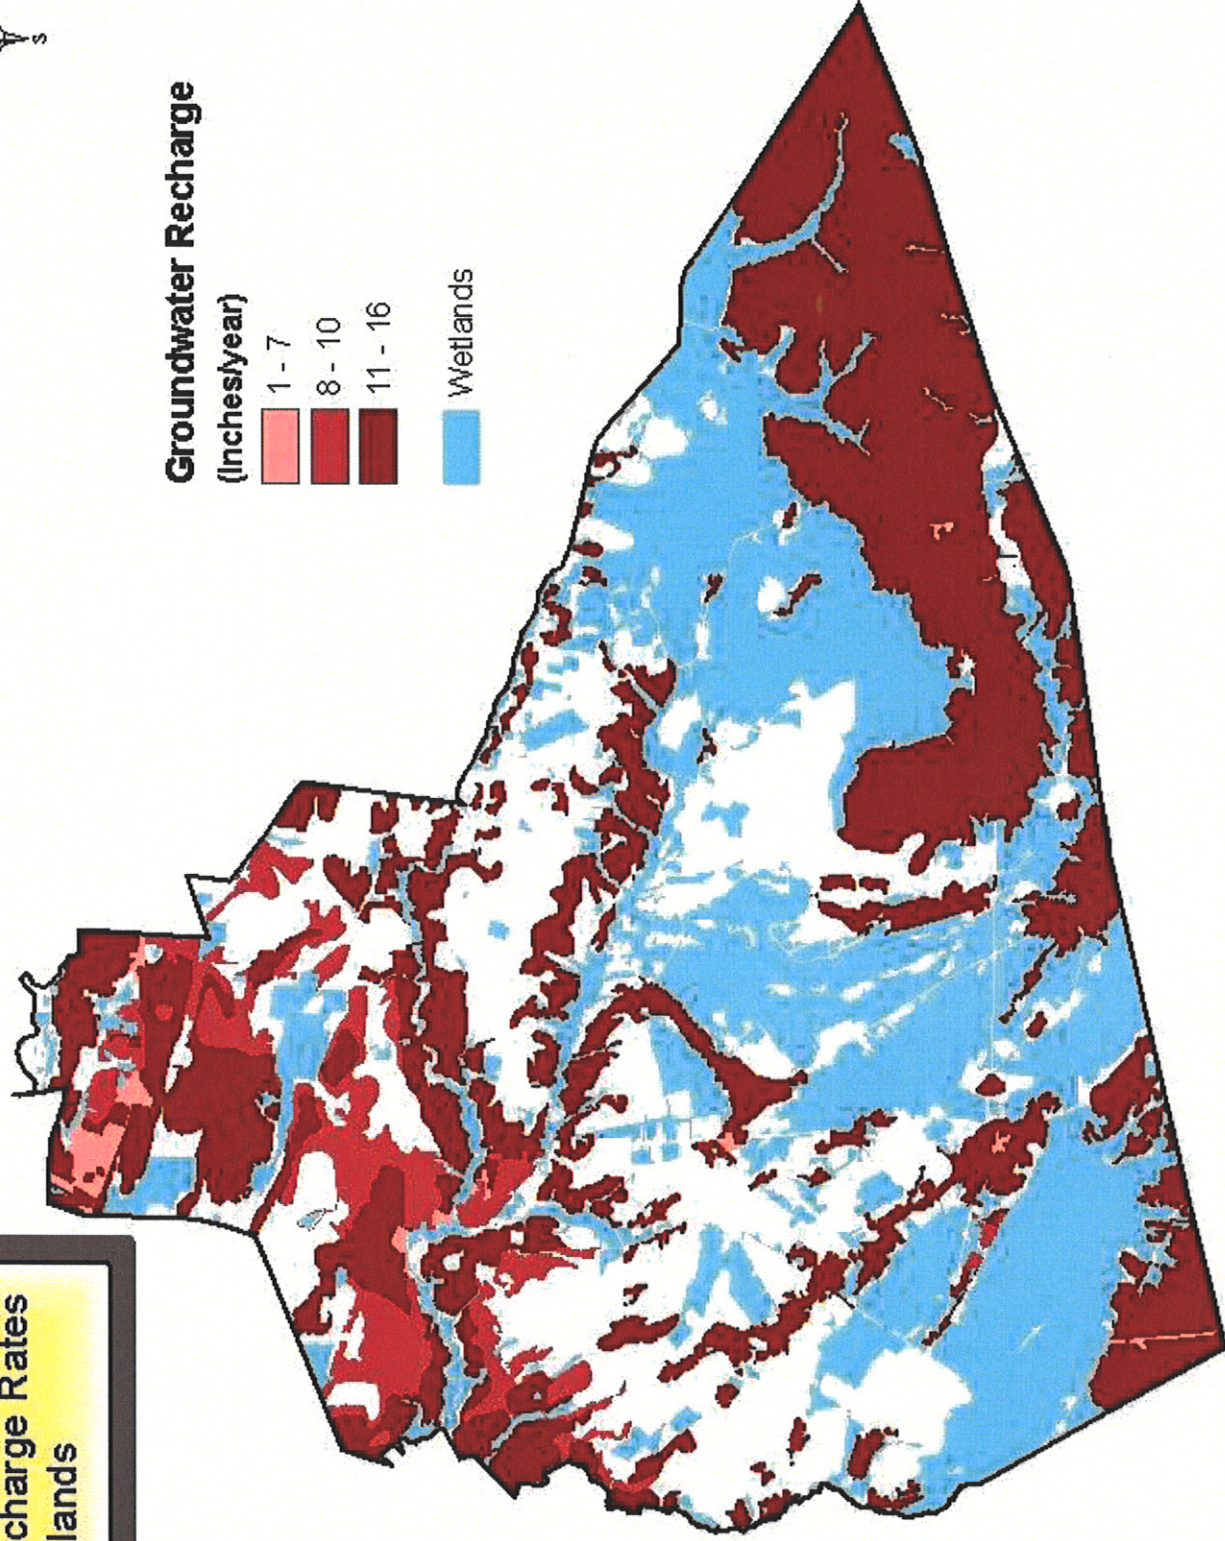 charge Rates
lands
S
Groundwater Recharge
(Inches/year)
1 - 7
8 - 10
11 - 16
Wetlands